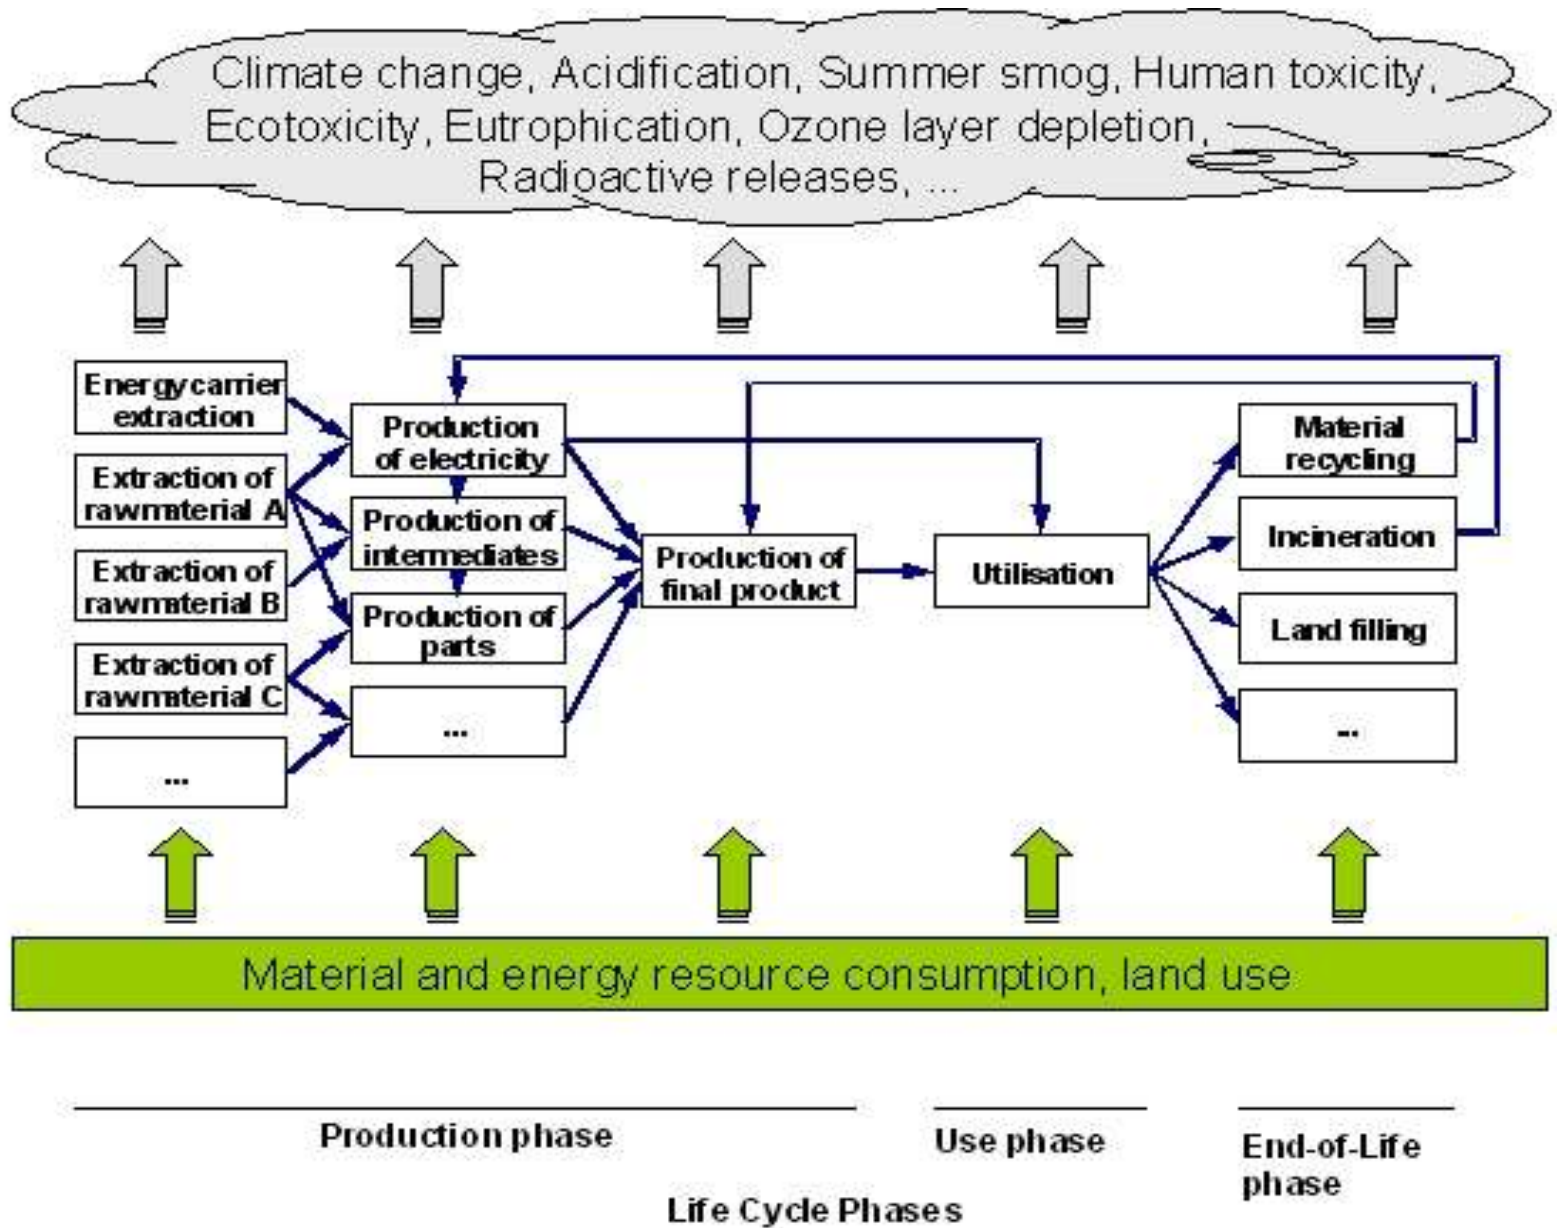 Climate change, Acidification, Summer smog, Human toxicity,
Ecotoxicity, Eutrophication, Ozone layer depletion,
Radioactive releases, ...
Energy carrier
extraction
Extraction of
raw material A
Extraction of
raw material B
Extraction of
raw material C
...
Production
of electricity
Production of
intermediates
Production of
parts
...
Production of
final product
Utilisation
Material
recycling
Incineration
Land filling
...
Material and energy resource consumption, land use
Production phase
Use phase
End-of-Life
phase
Life Cycle Phases